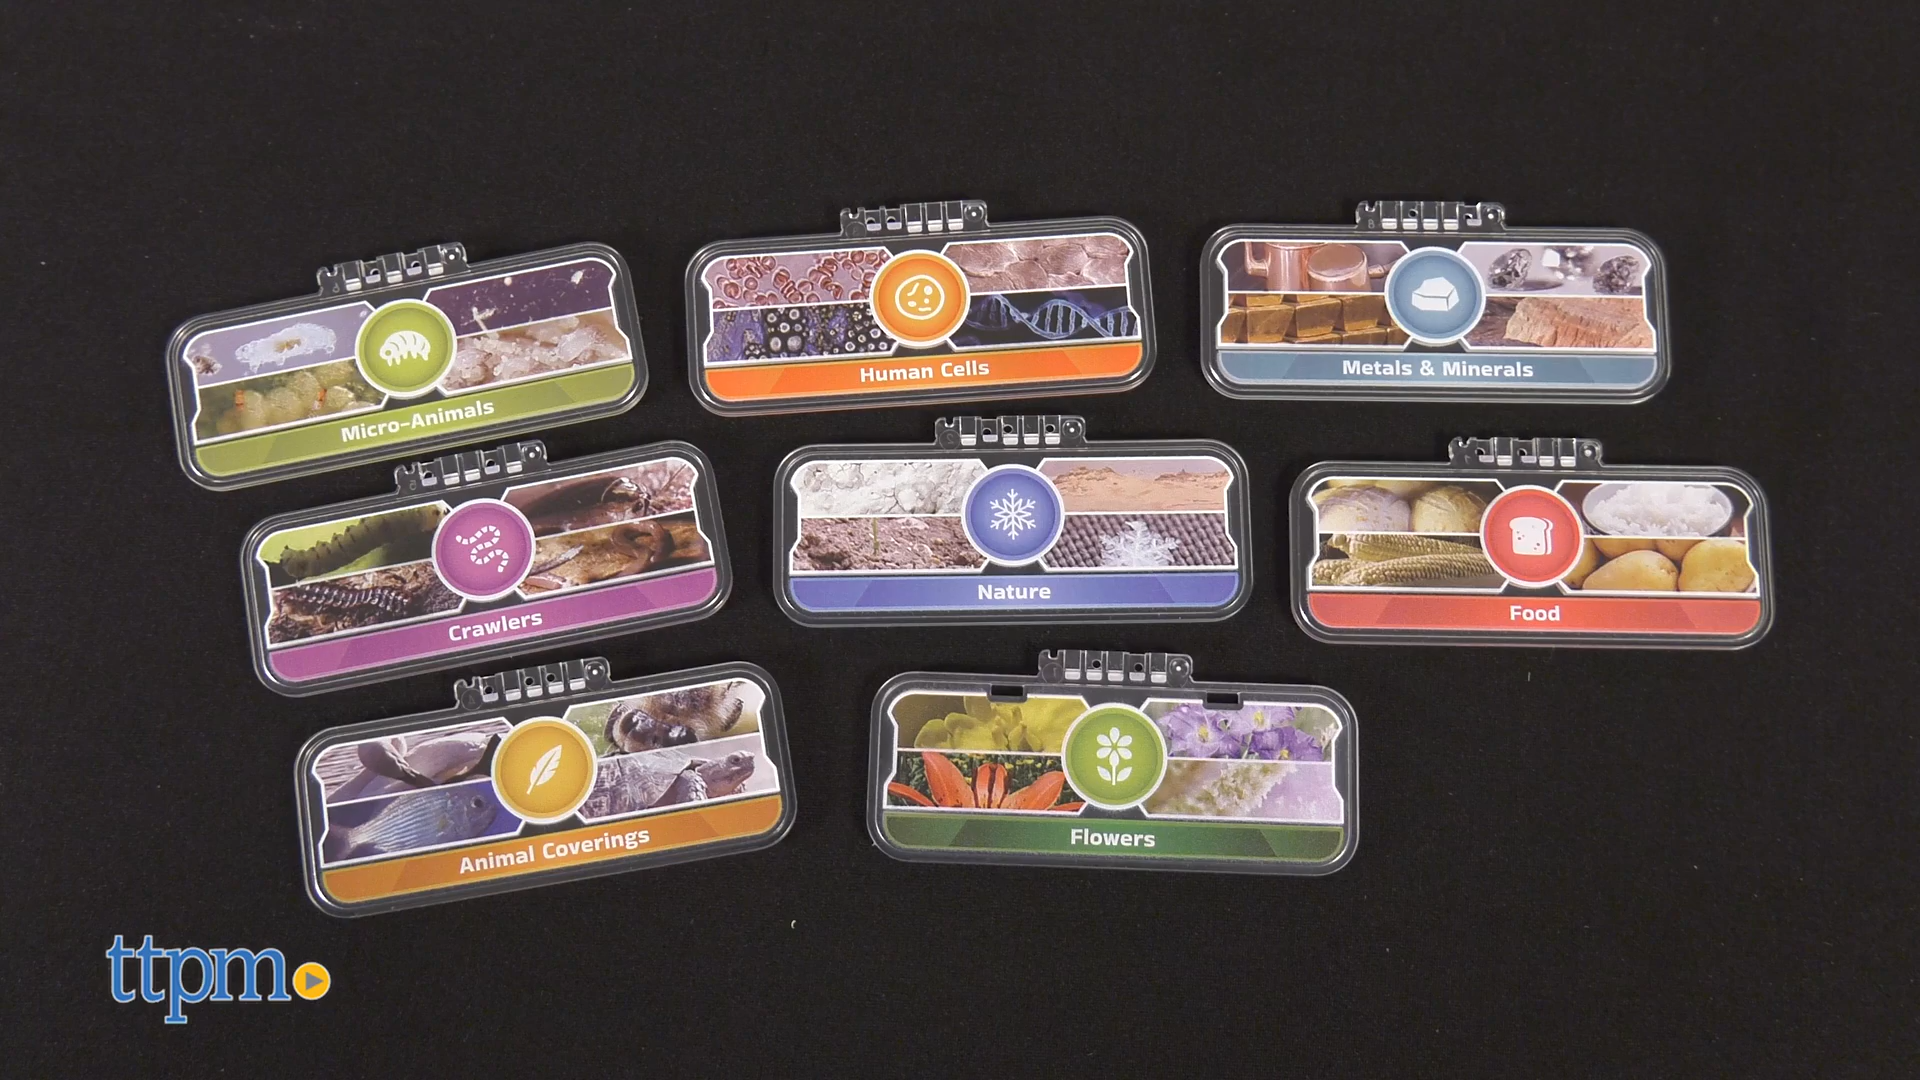 Micro-Animals
Human Cells
Metals & Minerals
Crawlers
Nature
Food
Animal Coverings
Flowers
ttpm